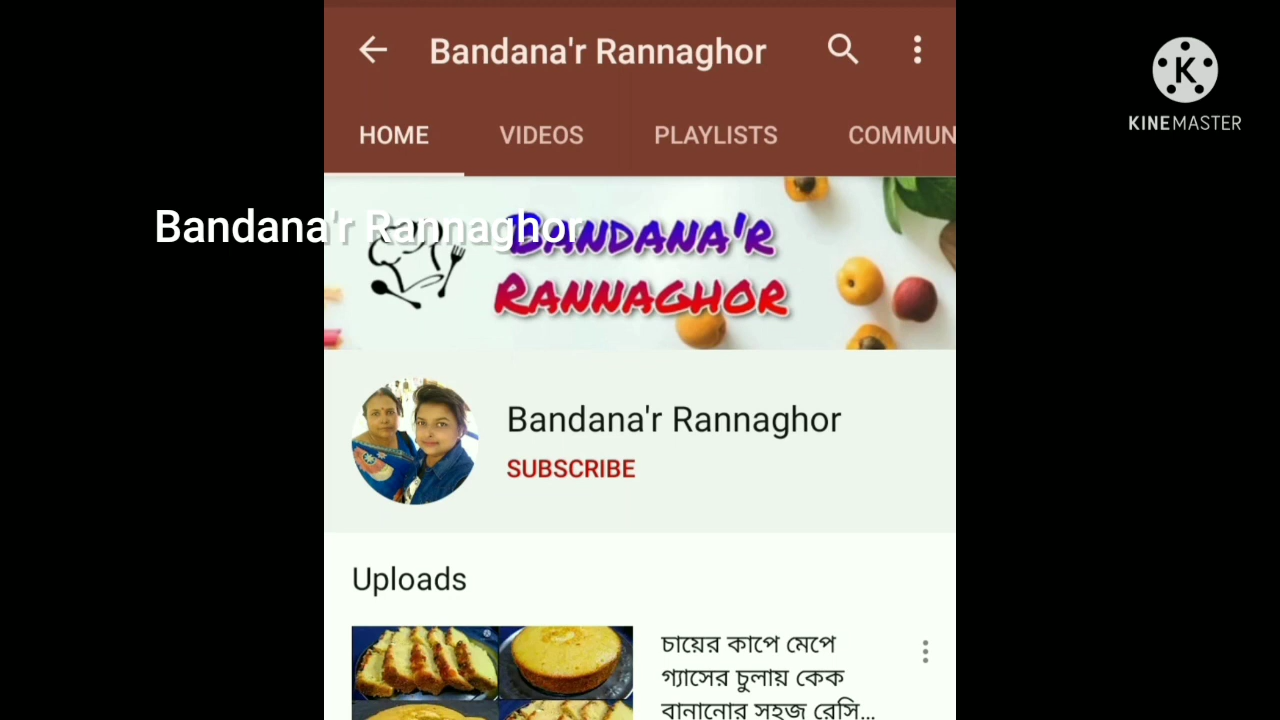 Bandana'r Rannaghor
KINEMASTER
HOME VIDEOS PLAYLISTS COMMUN
Bandana'r Rannaghor
BANDANA'R
RANNAGHOR
Bandana'r Rannaghor
SUBSCRIBE
Uploads
চায়ের কাপে মেপে
গ্যাসের চুলায় কেক
বানানোর সহজ রেসি...